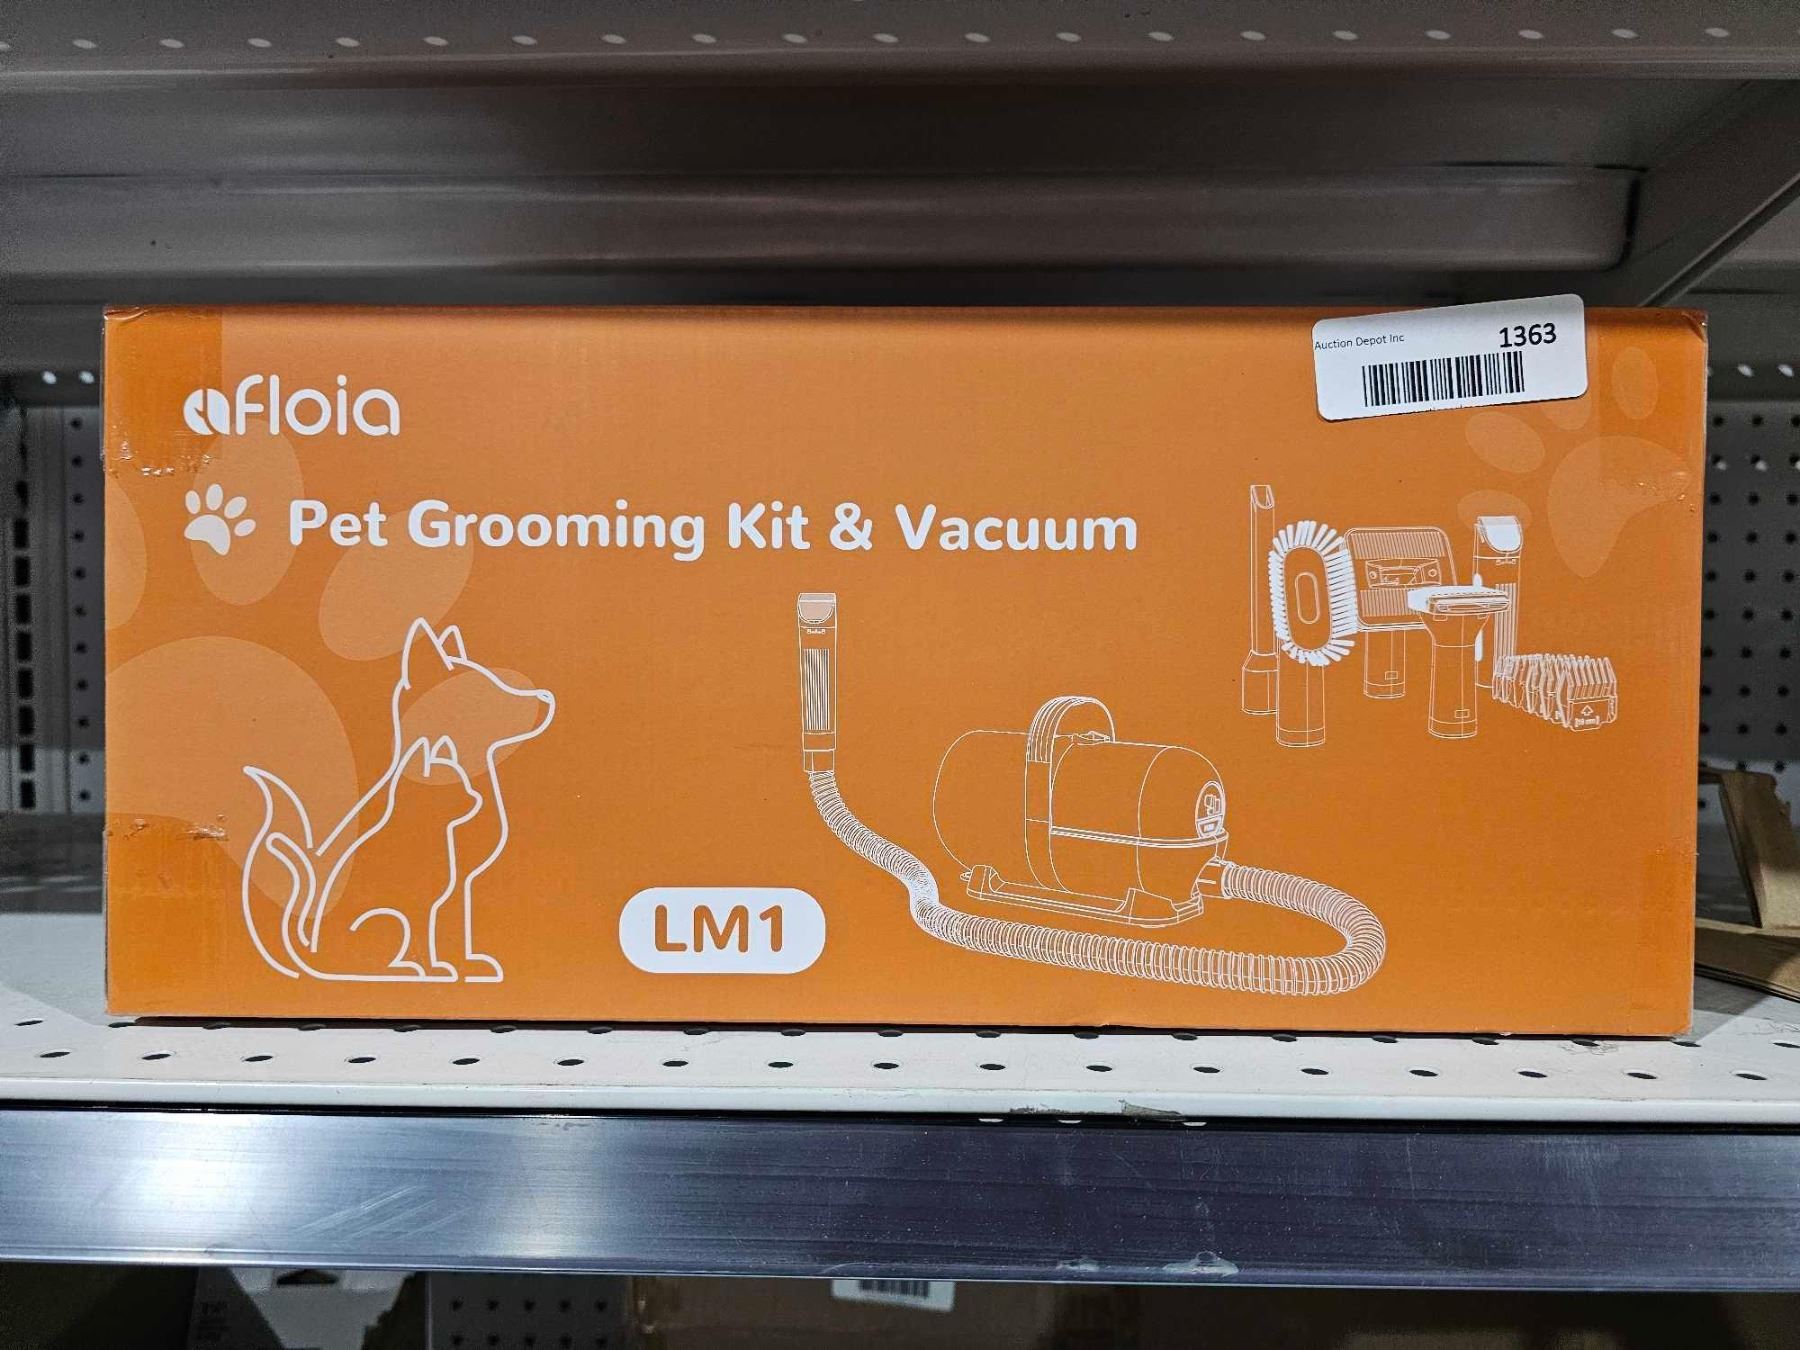 Auction Depot Inc
1363
afloia
Pet Grooming Kit & Vacuum
LM1